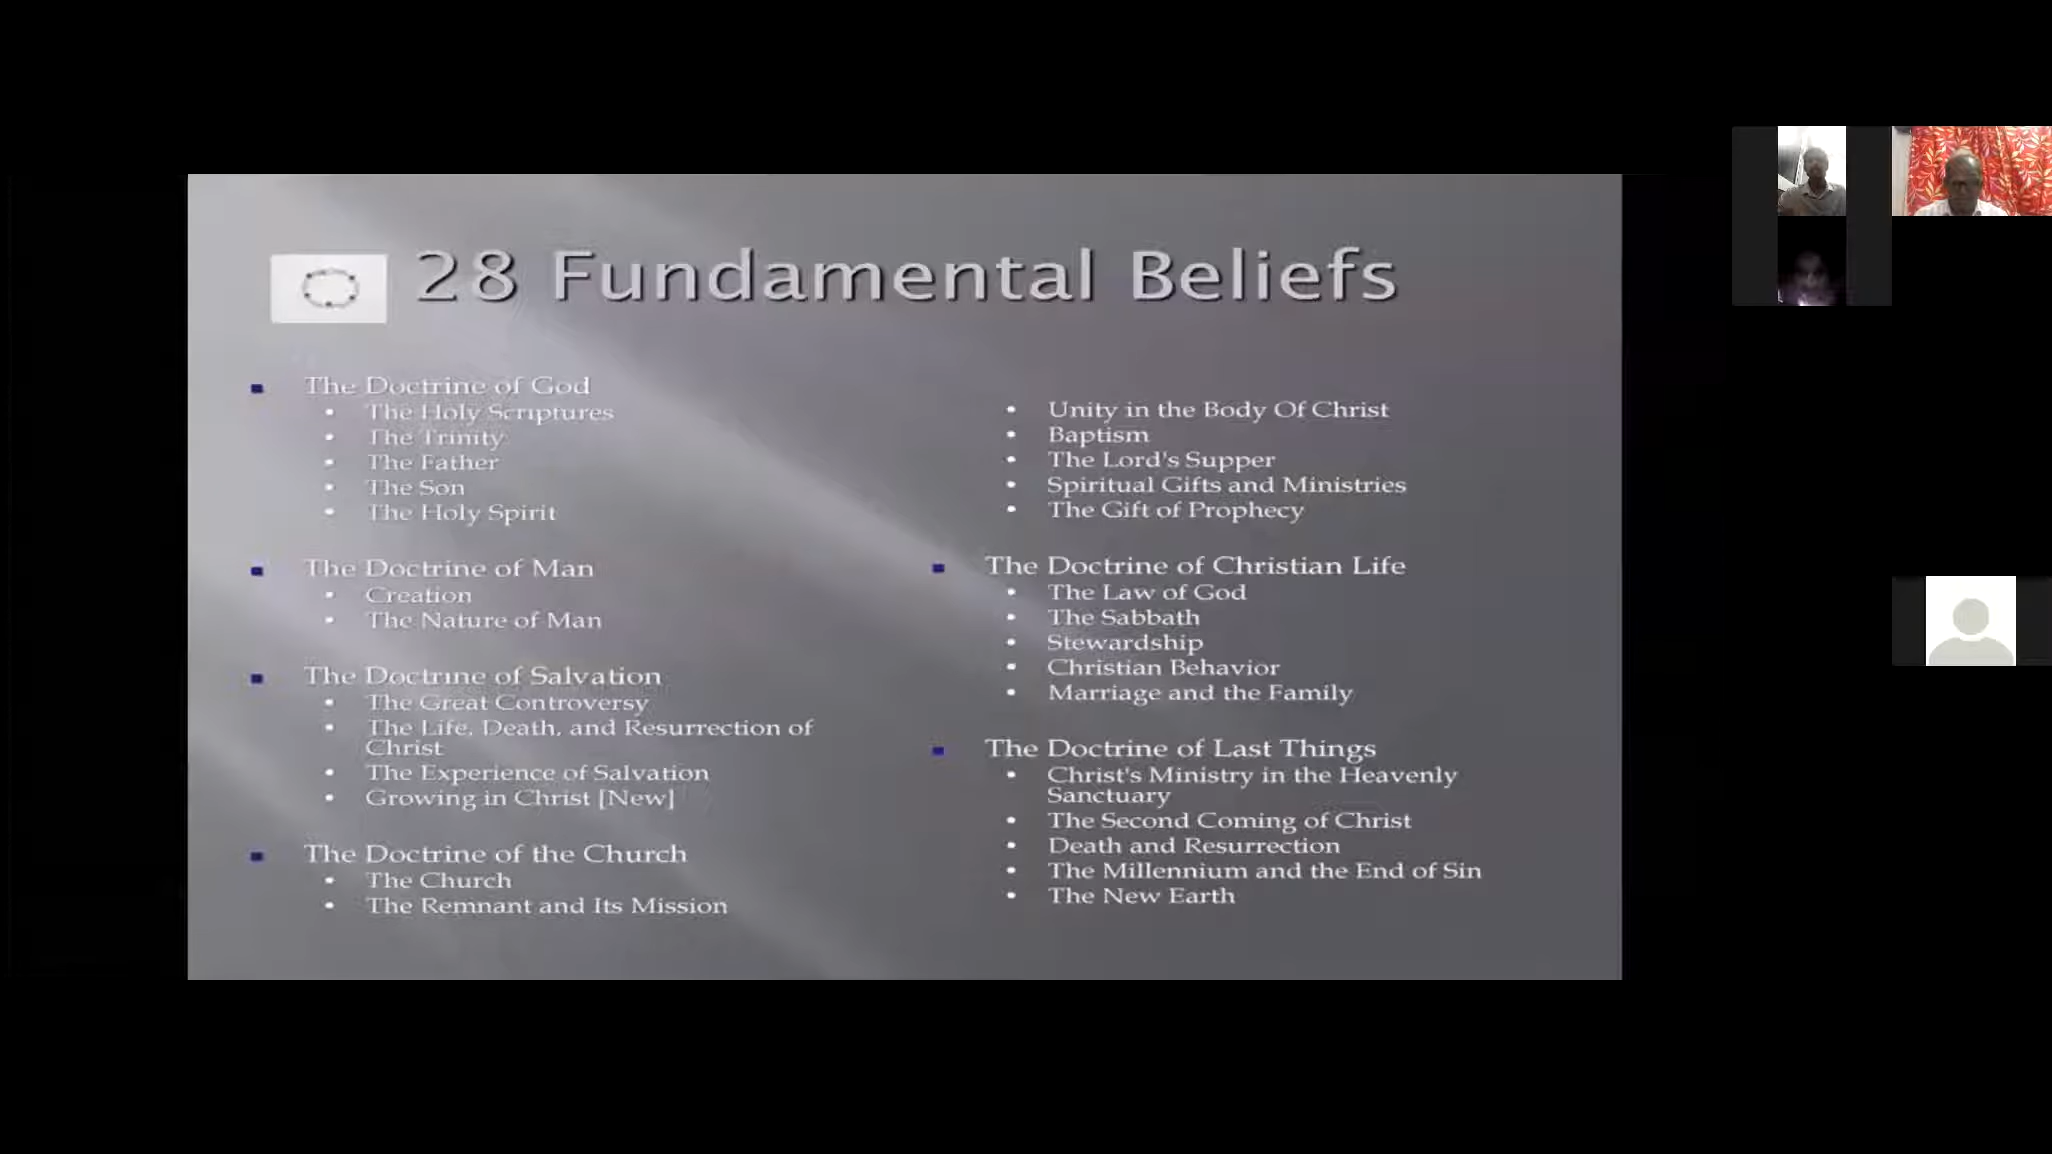 28 Fundamental Beliefs
The Doctrine of God
The Holy Scriptures
The Trinity
The Father
The Son
The Holy Spirit
The Doctrine of Man
Creation
The Nature of Man
The Doctrine of Salvation
The Great Controversy
The Life, Death, and Resurrection of
Christ
The Experience of Salvation
Growing in Christ [New]
The Doctrine of the Church
The Church
The Remnant and Its Mission
Unity in the Body Of Christ
Baptism
The Lord's Supper
Spiritual Gifts and Ministries
The Gift of Prophecy
The Doctrine of Christian Life
The Law of God
The Sabbath
Stewardship
Christian Behavior
Marriage and the Family
The Doctrine of Last Things
Christ's Ministry in the Heavenly
Sanctuary
The Second Coming of Christ
Death and Resurrection
The Millennium and the End of Sin
The New Earth